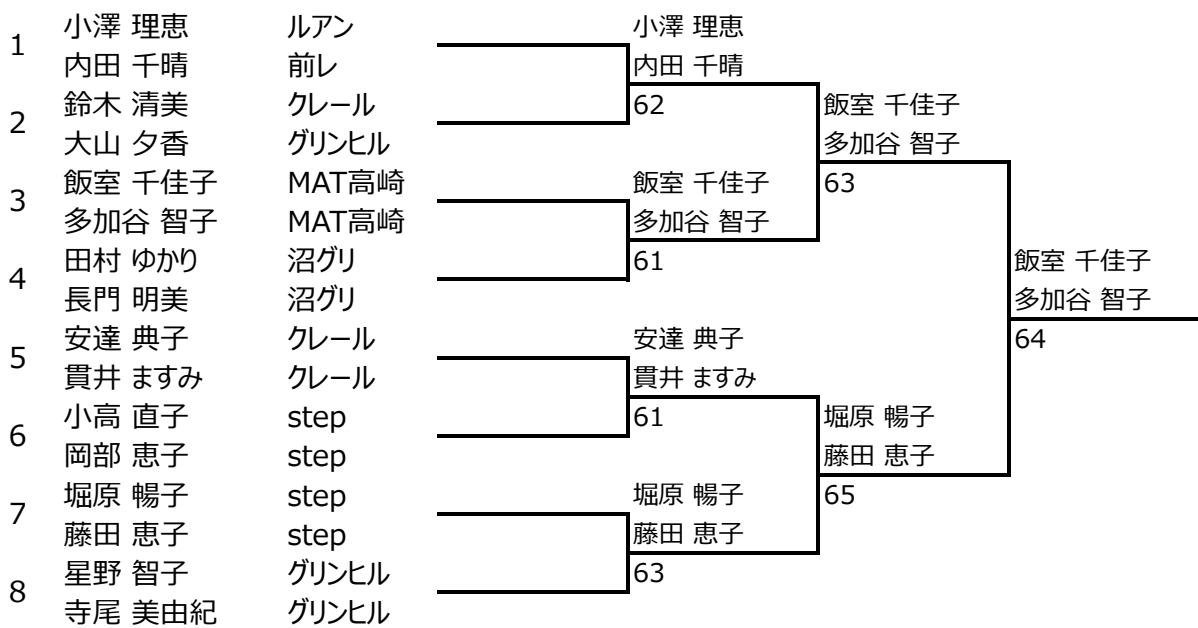 1
小澤 理恵 ルアン
内田 千晴 前レ
2
鈴木 清美 クレール
大山 夕香 グリンヒル
3
飯室 千佳子 MAT高崎
多加谷 智子 MAT高崎
4
田村 ゆかり 沼グリ
長門 明美 沼グリ
5
安達 典子 クレール
貫井 ますみ クレール
6
小高 直子 step
岡部 恵子 step
7
堀原 暢子 step
藤田 恵子 step
8
星野 智子 グリンヒル
寺尾 美由紀 グリンヒル
小澤 理恵
内田 千晴
62
飯室 千佳子
多加谷 智子
61
安達 典子
貫井 ますみ
61
堀原 暢子
藤田 恵子
63
飯室 千佳子
多加谷 智子
63
堀原 暢子
藤田 恵子
65
飯室 千佳子
多加谷 智子
64